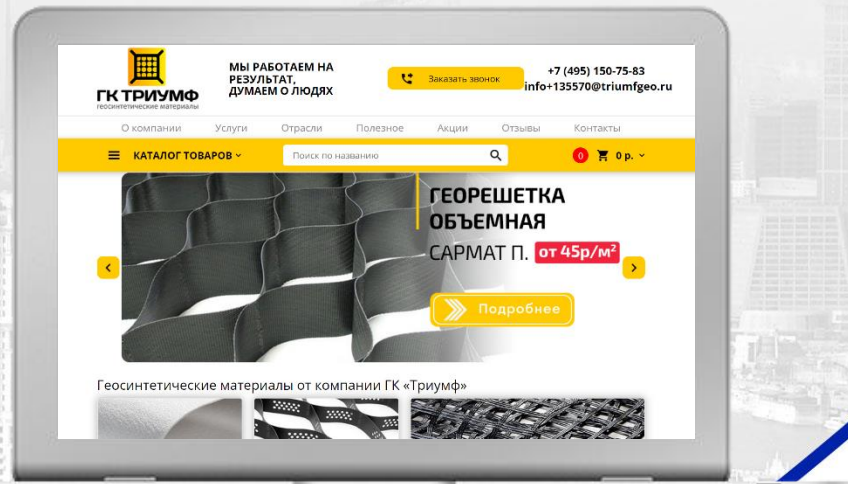 ГК ТРИУМФ
геосинтетические материалы
МЫ РАБОТАЕМ НА
РЕЗУЛЬТАТ,
ДУМАЕМ О ЛЮДЯХ
Заказать звонок
+7 (495) 150-75-83
info+135570@triumfgeo.ru
О компании Услуги Отрасли Полезное Акции Отзывы Контакты
КАТАЛОГ ТОВАРОВ
Поиск по названию
0
0 р.
ГЕОРЕШЕТКА
ОБЪЕМНАЯ
САРМАТ П. от 45р/м²
Подробнее
Геосинтетические материалы от компании ГК «Триумф»